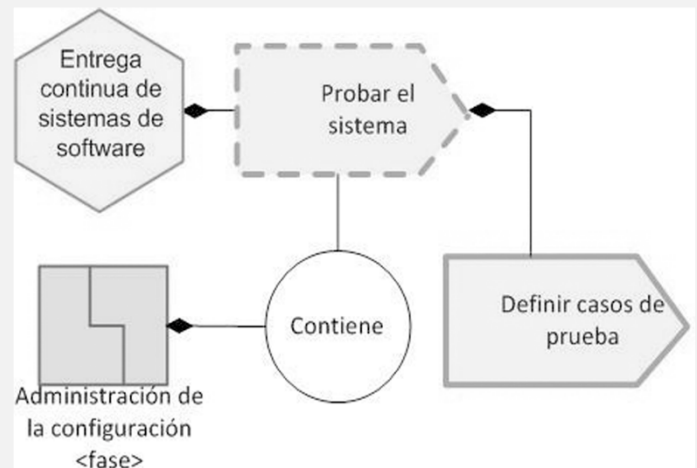 Entrega
continua de
sistemas de
software
Probar el
sistema
Contiene
Definir casos de
prueba
Administración de
la configuración
<fase>